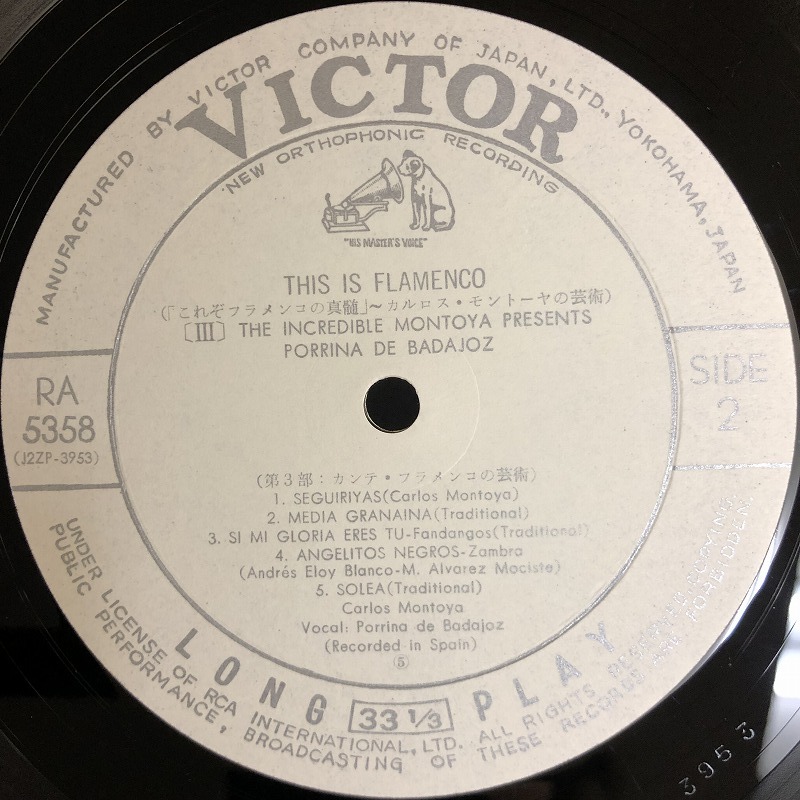 MANUFACTURED BY VICTOR COMPANY OF JAPAN, LTD., YOKOHAMA, JAPAN
VICTOR
NEW ORTHOPHONIC RECORDING
"HIS MASTER'S VOICE"
THIS IS FLAMENCO
(「これぞフラメンコの真髄」~カルロス・モントーヤの芸術)
[III] THE INCREDIBLE MONTOYA PRESENTS
PORRINA DE BADAJOZ
RA
5358
(J2ZP-3953)
SIDE
2
(第3部:カンテ・フラメンコの芸術)
1. SEGUIRIYAS(Carlos Montoya)
2. MEDIA GRANAINA(Traditional)
3. SI MI GLORIA ERES TU-Fandangos(Traditional)
4. ANGELITOS NEGROS-Zambra
(Andrés Eloy Blanco-M. Alvarez Mociste)
5. SOLEA(Traditional)
Carlos Montoya
Vocal: Porrina de Badajoz
(Recorded in Spain)
⑤
LONG 33 1/3 PLAY
UNDER LICENSE OF RCA INTERNATIONAL, LTD. ALL RIGHTS RESERVED. COPYING,
PUBLIC PERFORMANCE, BROADCASTING OF THESE RECORDS ARE FORBIDDEN.
3953